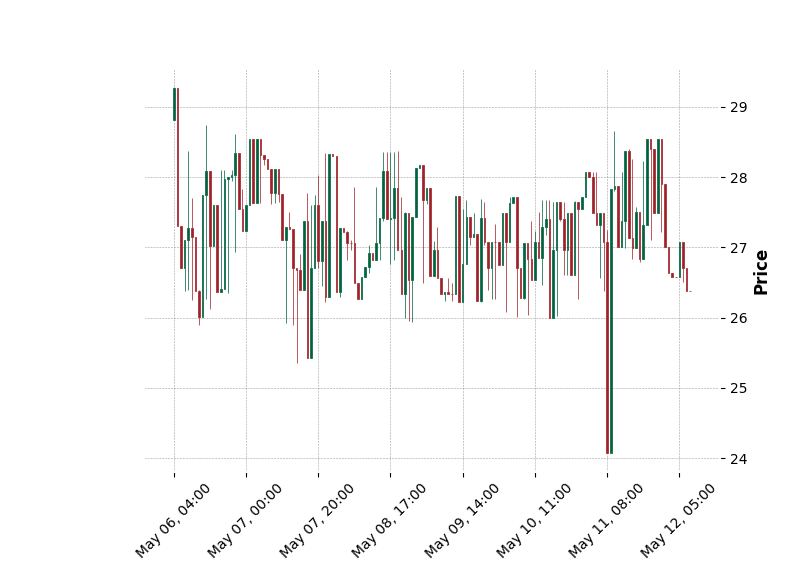 29
28
27
26
25
24
Price
May 06, 04:00
May 07, 00:00
May 07, 20:00
May 08, 17:00
May 09, 14:00
May 10, 11:00
May 11, 08:00
May 12, 05:00